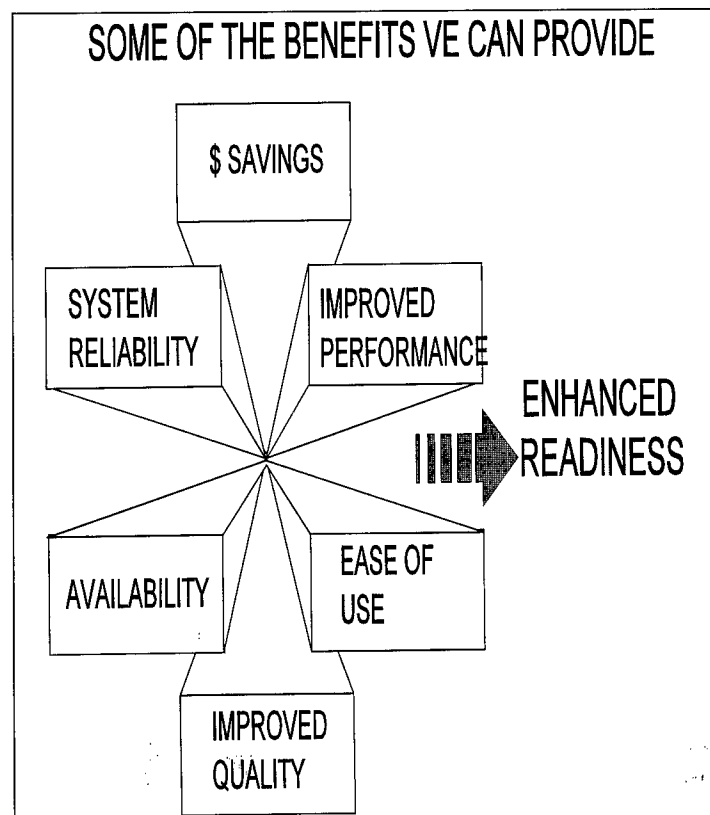 SOME OF THE BENEFITS VE CAN PROVIDE
$ SAVINGS
SYSTEM
RELIABILITY
IMPROVED
PERFORMANCE
ENHANCED
READINESS
AVAILABILITY
EASE OF
USE
IMPROVED
QUALITY